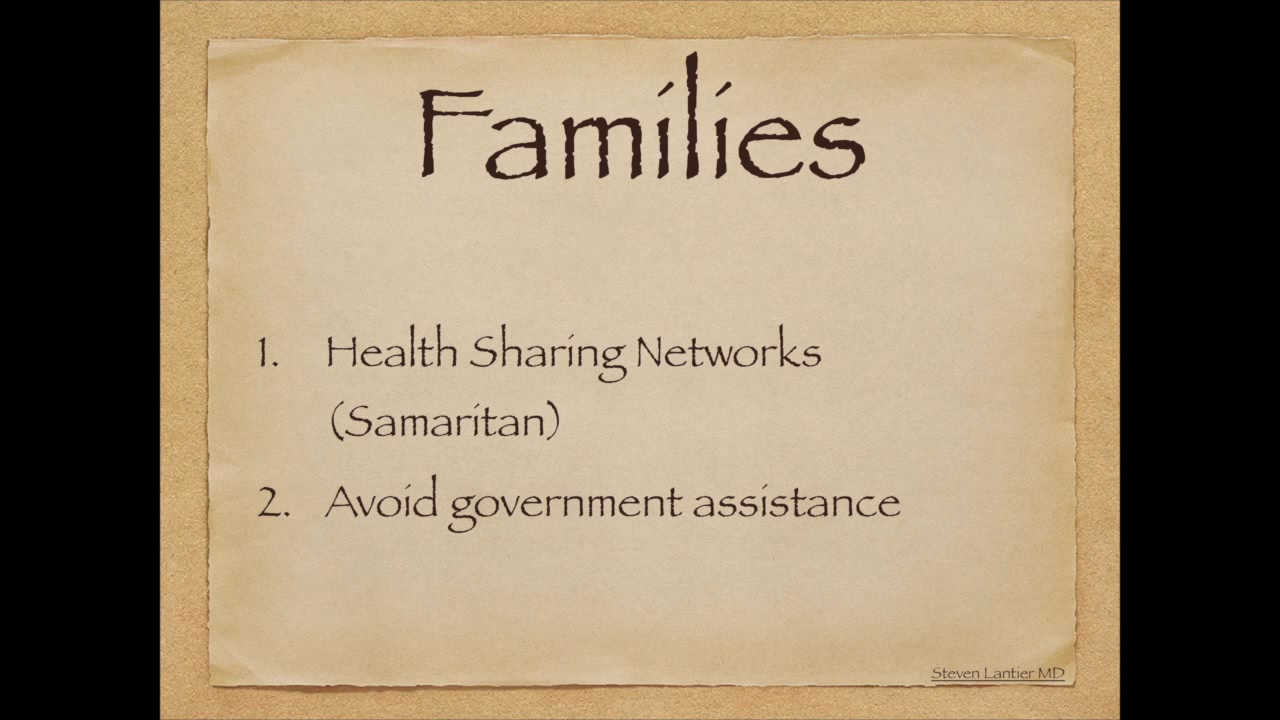 Families
1. Health Sharing Networks
(Samaritan)
2. Avoid government assistance
Steven Lantier MD